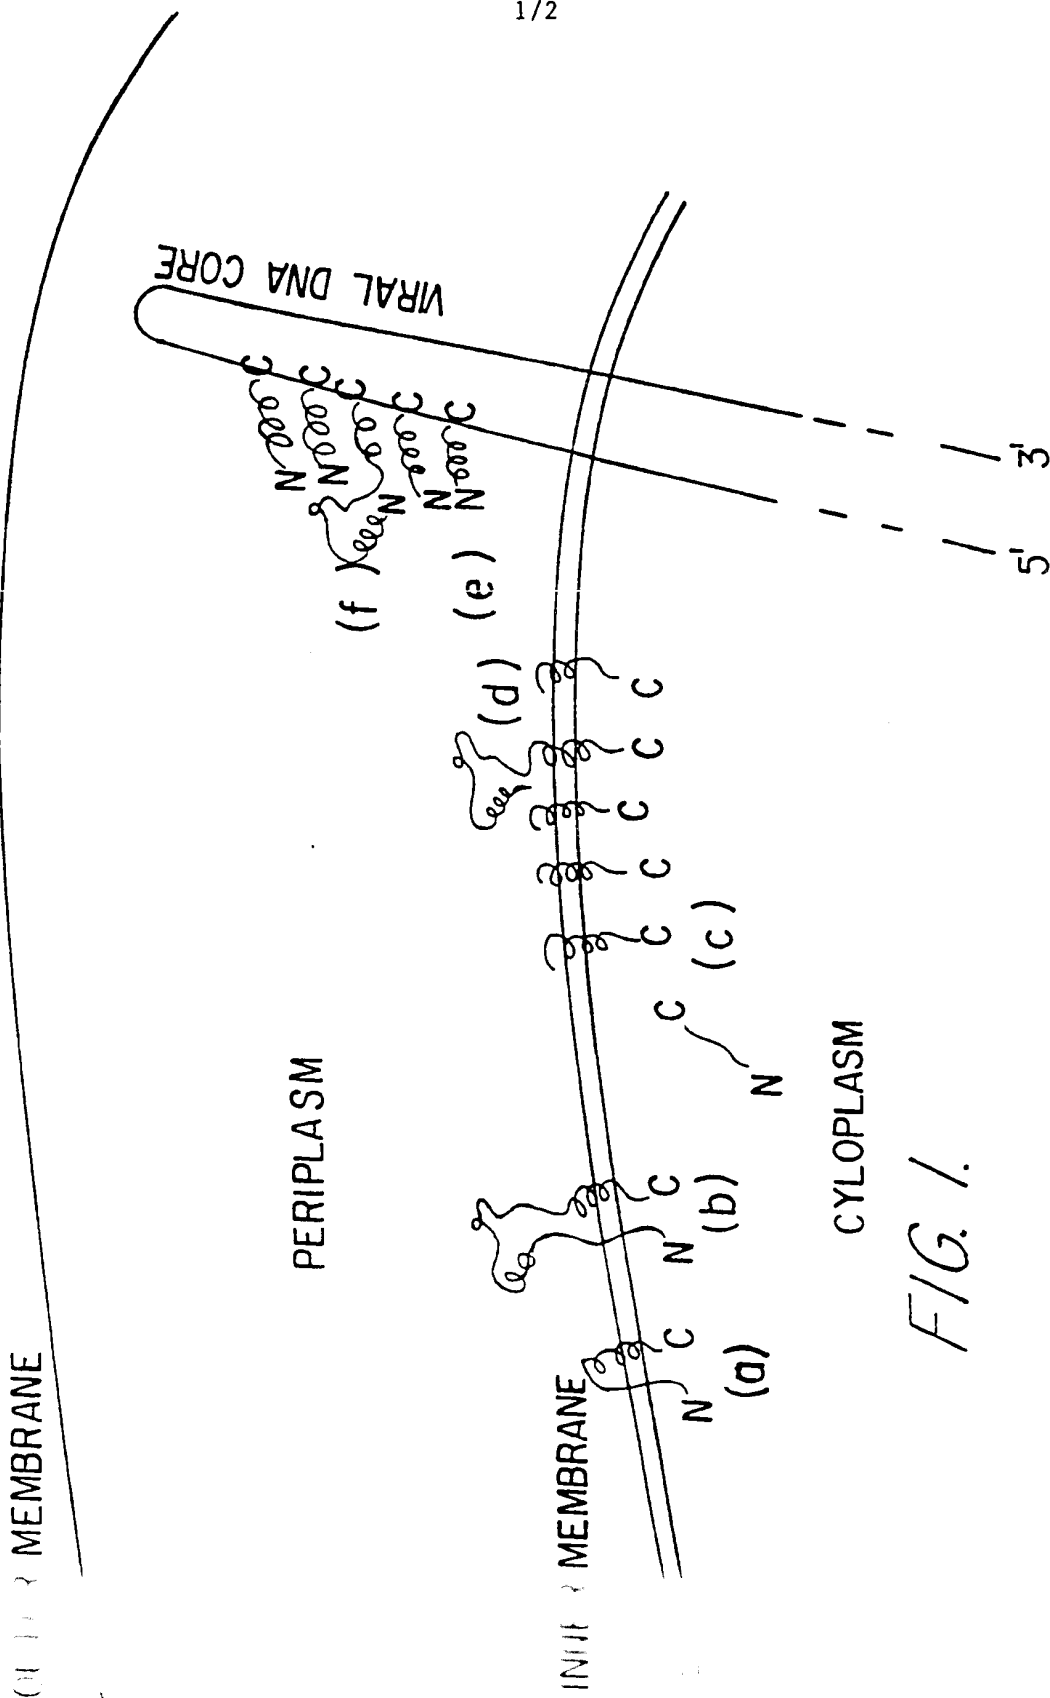 1/2
MEMBRANE
PERIPLASM
VIRAL DNA CORE
C
C
C
C
C
N
N
N
N
N
(f)
(e)
(d)
MEMBRANE
N
C
(a)
N
C
(b)
N
C
C
(c)
C
C
C
C
5'
3'
CYLOPLASM
FIG. 1.